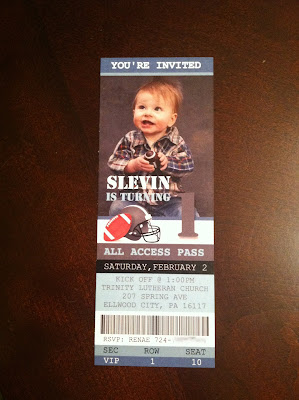 YOU'RE INVITED
SLEVIN
IS TURNING
1
ALL ACCESS PASS
SATURDAY, FEBRUARY 2
KICK OFF @ 1:00PM
TRINITY LUTHERAN CHURCH
207 SPRING AVE
ELLWOOD CITY, PA 16117
RSVP: RENAE 724-
SEC ROW SEAT
VIP 1 10